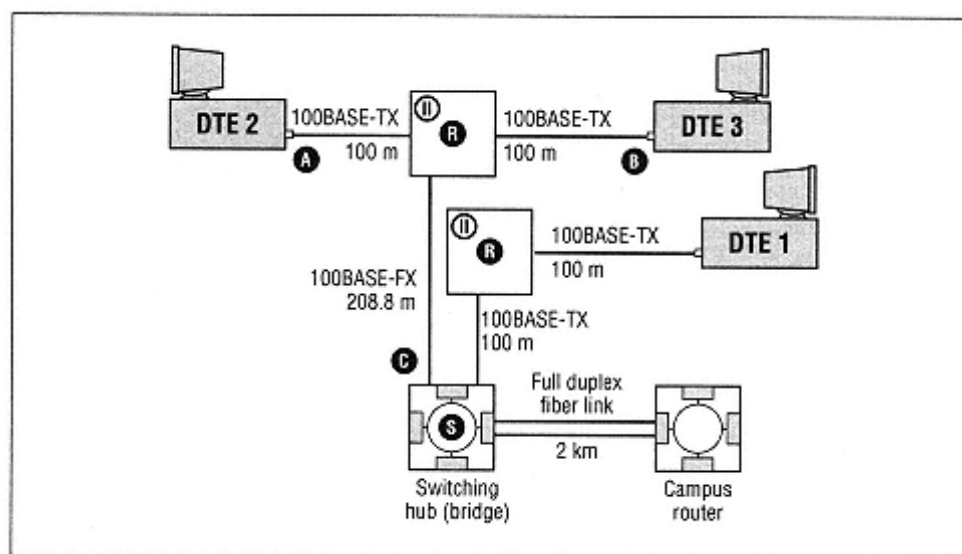 DTE 2
100BASE-TX
100 m
A
II
R
100BASE-TX
100 m
B
DTE 3
II
R
100BASE-TX
100 m
DTE 1
100BASE-FX
208.8 m
100BASE-TX
100 m
C
S
Full duplex
fiber link
2 km
Switching
hub (bridge)
Campus
router